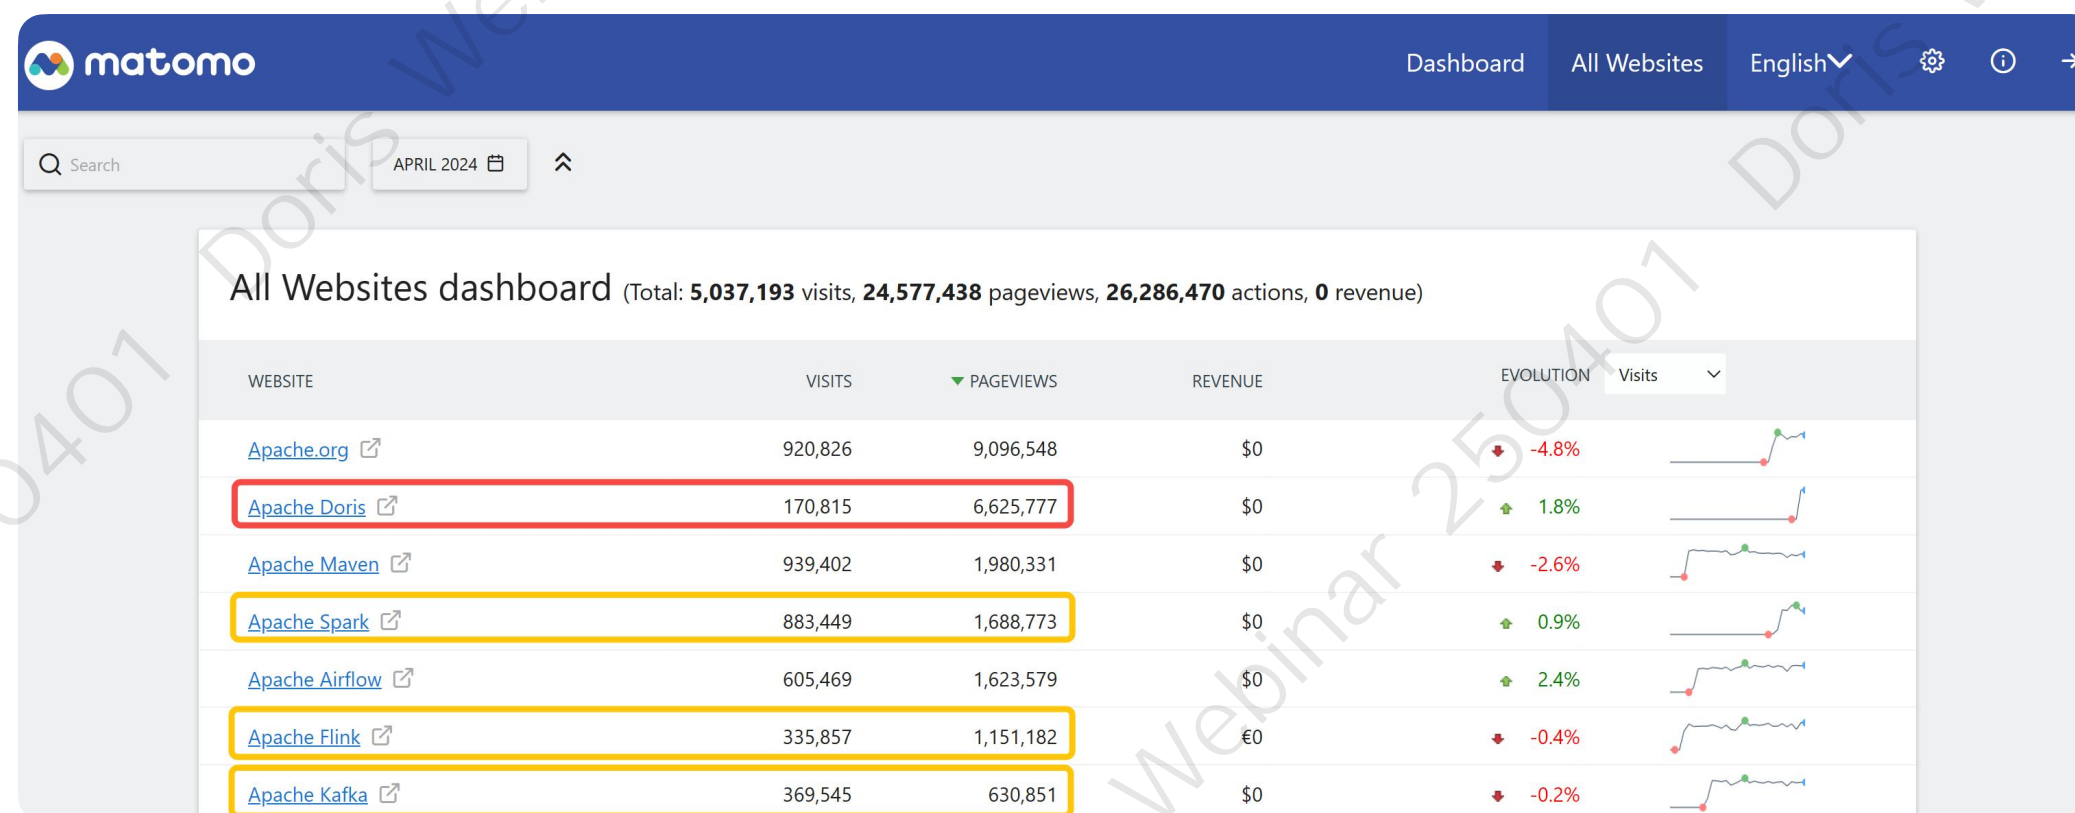 matomo
Dashboard All Websites English
Search
APRIL 2024
All Websites dashboard (Total: 5,037,193 visits, 24,577,438 pageviews, 26,286,470 actions, 0 revenue)
WEBSITE VISITS PAGEVIEWS REVENUE EVOLUTION Visits
Apache.org 920,826 9,096,548 $0 -4.8%
Apache Doris 170,815 6,625,777 $0 1.8%
Apache Maven 939,402 1,980,331 $0 -2.6%
Apache Spark 883,449 1,688,773 $0 0.9%
Apache Airflow 605,469 1,623,579 $0 2.4%
Apache Flink 335,857 1,151,182 €0 -0.4%
Apache Kafka 369,545 630,851 $0 -0.2%
Doris We
Doris
Webinar 250401
0401